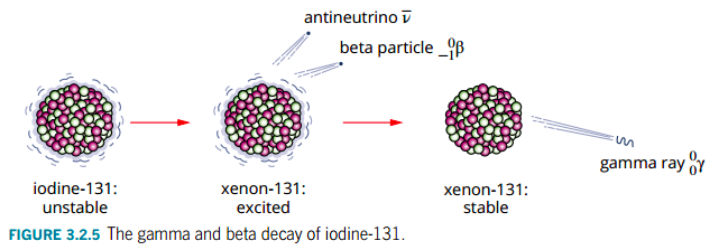 antineutrino ν̅
beta particle ₋₁⁰β
gamma ray ⁰₀γ
iodine-131:
unstable
xenon-131:
excited
xenon-131:
stable
FIGURE 3.2.5 The gamma and beta decay of iodine-131.